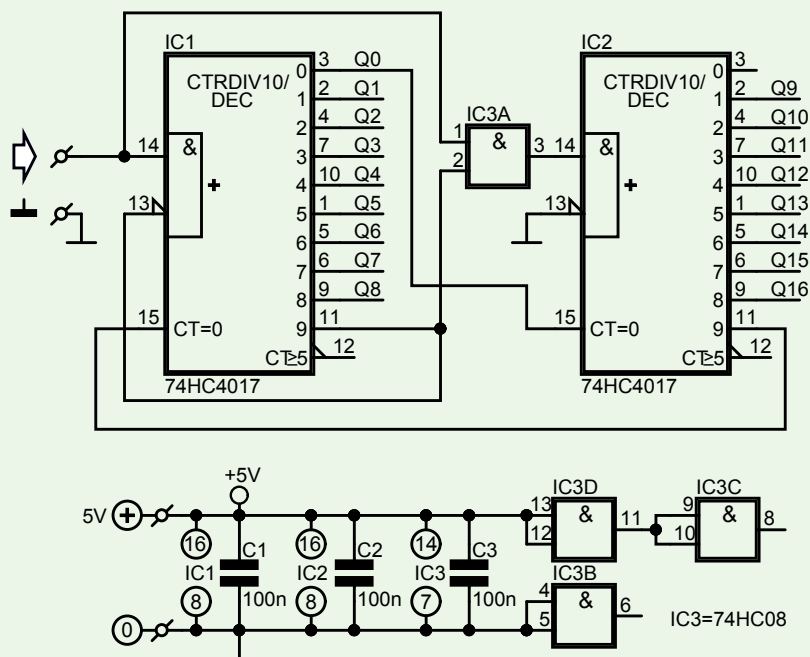 IC1
IC2
CTRDIV10/
DEC
CTRDIV10/
DEC
14
&
+
13
15
CT=0
0
3
Q0
1
2
Q1
2
4
Q2
3
7
Q3
4
10
Q4
5
1
Q5
6
5
Q6
7
6
Q7
8
9
Q8
9
11
CT≥5
12
74HC4017
IC3A
1
2
&
3
14
&
+
13
15
CT=0
0
3
1
2
Q9
2
4
Q10
3
7
Q11
4
10
Q12
5
1
Q13
6
5
Q14
7
6
Q15
8
9
Q16
9
11
CT≥5
12
74HC4017
+5V
5V
+
16
C1
16
C2
14
C3
IC1
IC2
IC3
8
100n
8
100n
7
100n
0
IC3D
13
12
&
11
IC3C
9
10
&
8
IC3B
4
5
&
6
IC3=74HC08